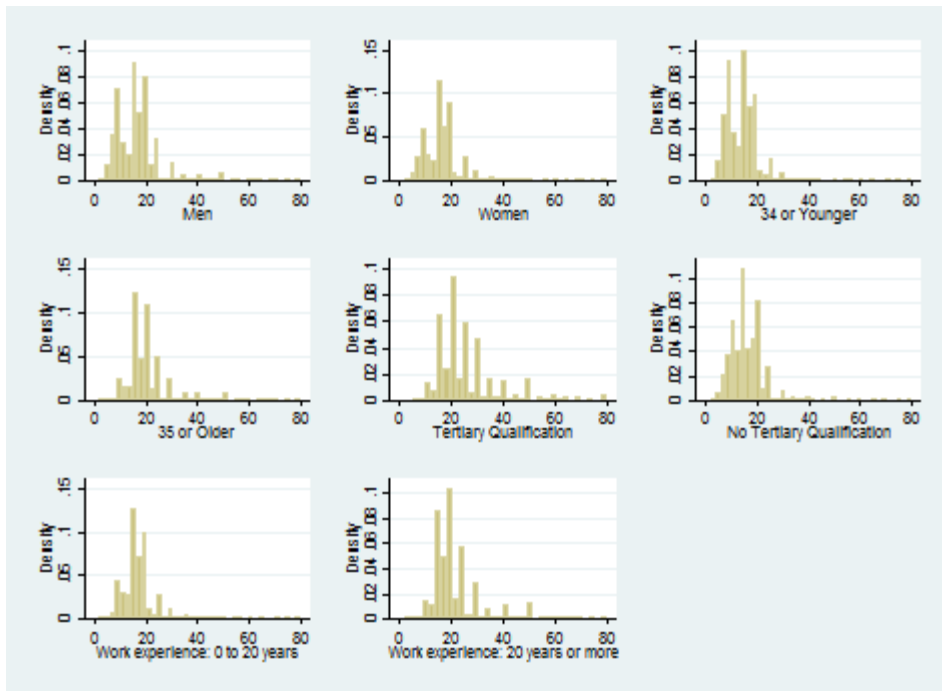 Density
0 .02 .04 .06 .08 .1
0 20 40 60 80
Men
Density
0 .05 .1 .15
0 20 40 60 80
Women
Density
0 .02 .04 .06 .08 .1
0 20 40 60 80
34 or Younger
Density
0 .05 .1 .15
0 20 40 60 80
35 or Older
Density
0 .02 .04 .06 .08 .1
0 20 40 60 80
Tertiary Qualification
Density
0 .02 .04 .06 .08 .1
0 20 40 60 80
No Tertiary Qualification
Density
0 .05 .1 .15
0 20 40 60 80
Work experience: 0 to 20 years
Density
0 .02 .04 .06 .08 .1
0 20 40 60 80
Work experience: 20 years or more